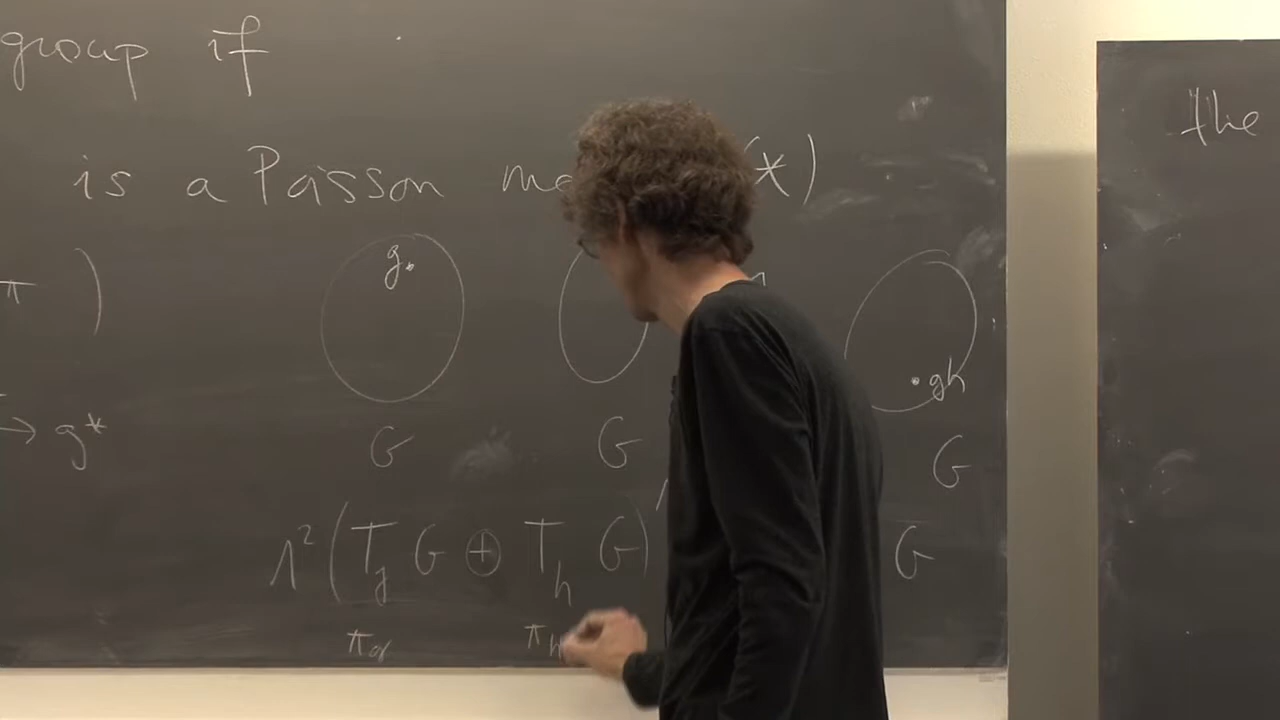 group if
the
is a Poisson (*)
g.
π )
. gh
→ g*
G G G
Λ² ( T_g G ⊕ T_h G ) G
π_g π_h